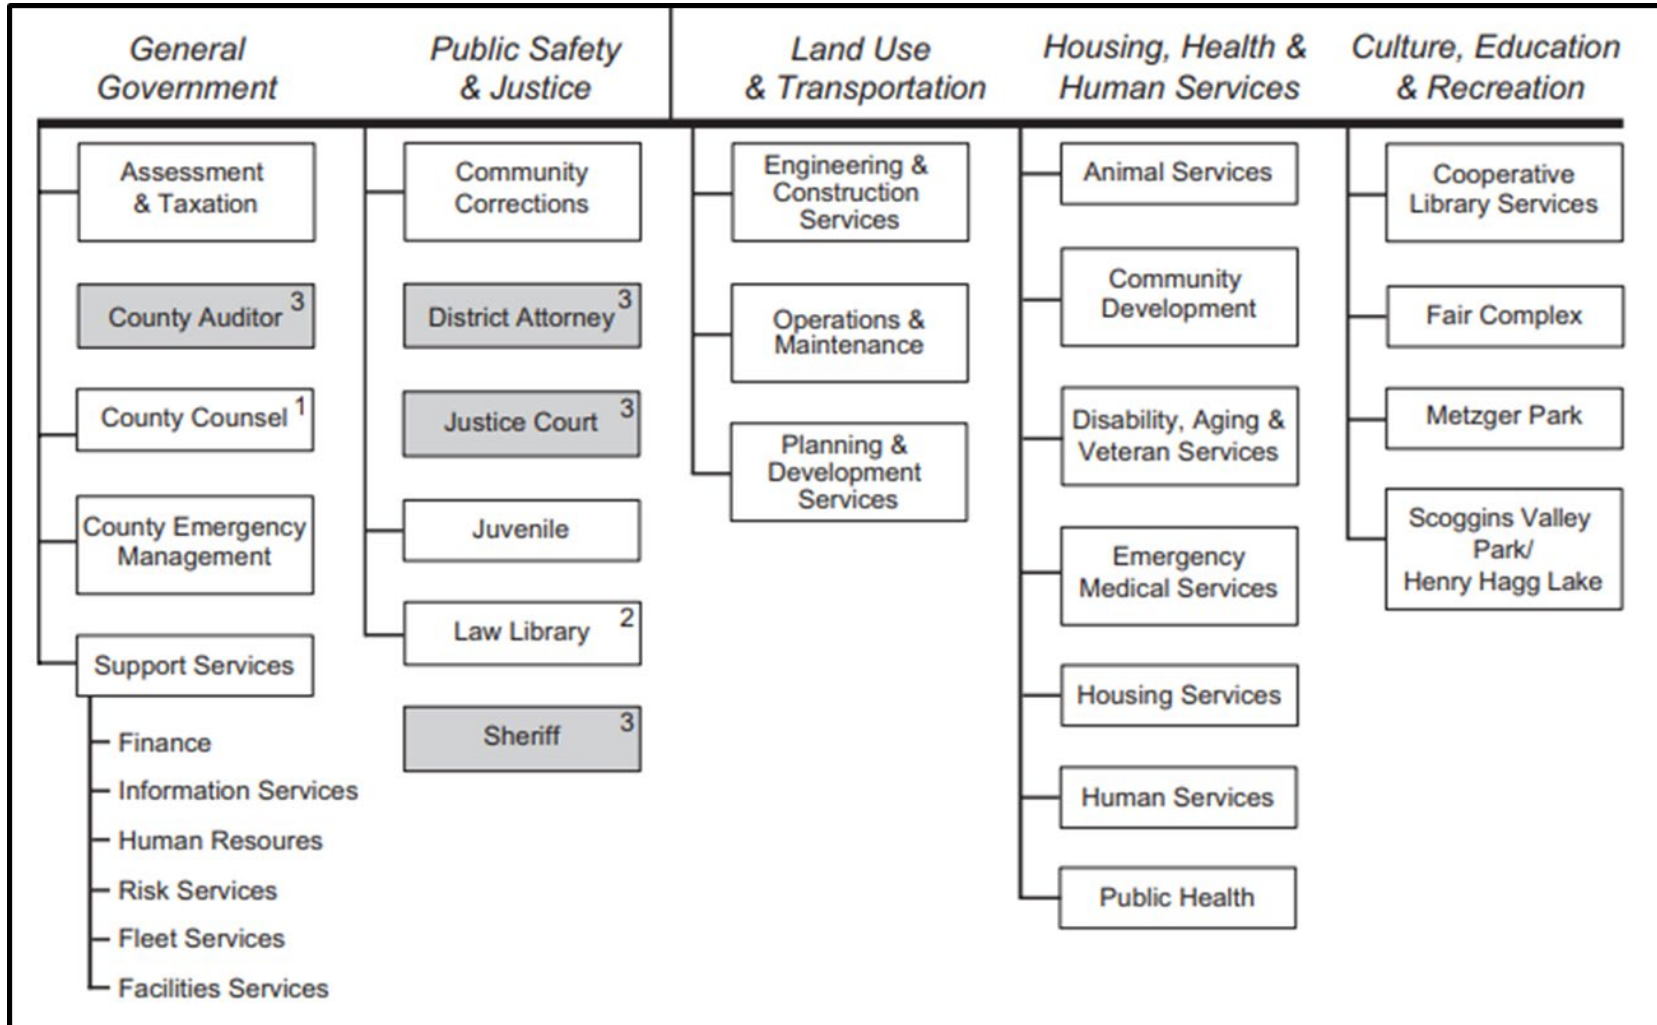 General
Government
Assessment
& Taxation
County Auditor 3
County Counsel 1
County Emergency
Management
Support Services
Finance
Information Services
Human Resoures
Risk Services
Fleet Services
Facilities Services
Public Safety
& Justice
Community
Corrections
District Attorney 3
Justice Court 3
Juvenile
Law Library 2
Sheriff 3
Land Use
& Transportation
Engineering &
Construction
Services
Operations &
Maintenance
Planning &
Development
Services
Housing, Health &
Human Services
Animal Services
Community
Development
Disability, Aging &
Veteran Services
Emergency
Medical Services
Housing Services
Human Services
Public Health
Culture, Education
& Recreation
Cooperative
Library Services
Fair Complex
Metzger Park
Scoggins Valley
Park/
Henry Hagg Lake